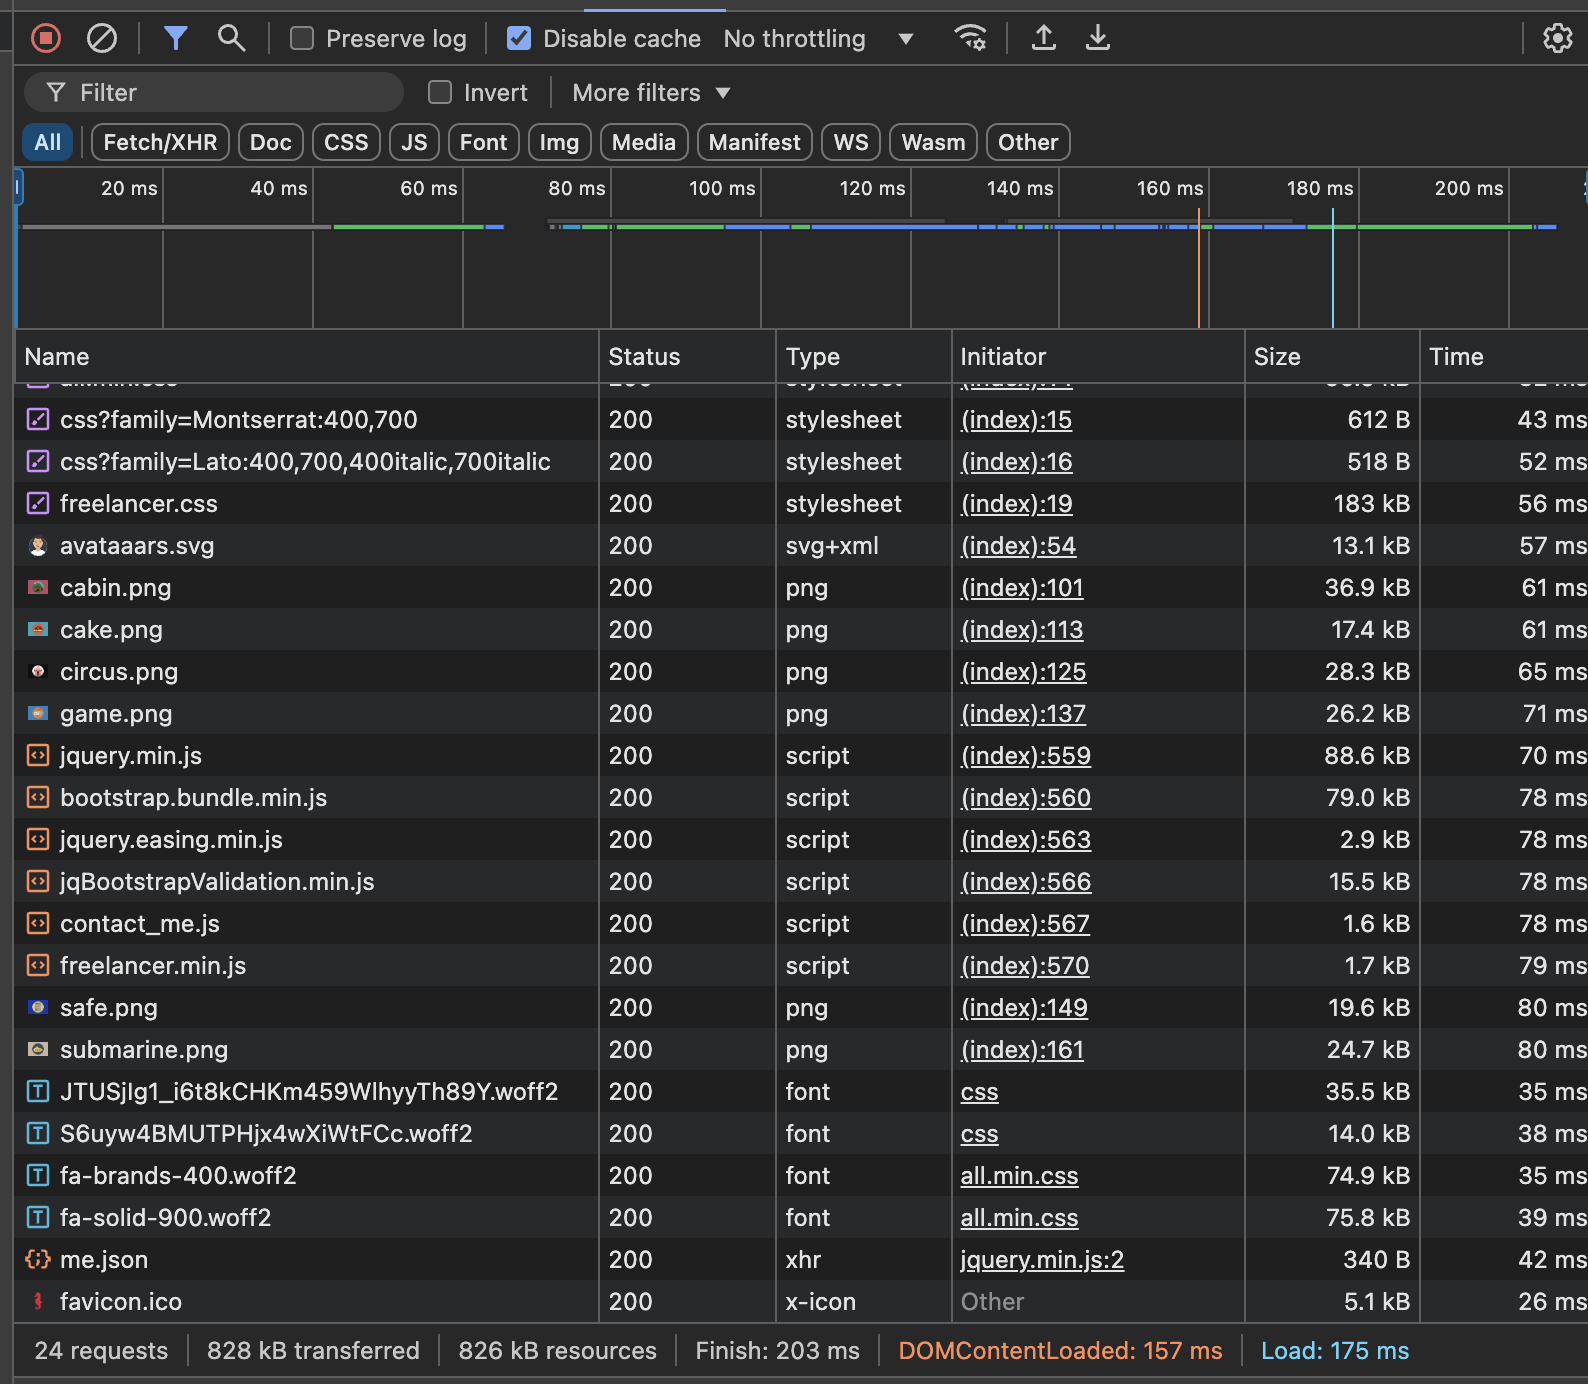 Preserve log Disable cache No throttling
Filter Invert More filters
All Fetch/XHR Doc CSS JS Font Img Media Manifest WS Wasm Other
20 ms 40 ms 60 ms 80 ms 100 ms 120 ms 140 ms 160 ms 180 ms 200 ms
Name Status Type Initiator Size Time
css?family=Montserrat:400,700 200 stylesheet (index):15 612 B 43 ms
css?family=Lato:400,700,400italic,700italic 200 stylesheet (index):16 518 B 52 ms
freelancer.css 200 stylesheet (index):19 183 kB 56 ms
avataaars.svg 200 svg+xml (index):54 13.1 kB 57 ms
cabin.png 200 png (index):101 36.9 kB 61 ms
cake.png 200 png (index):113 17.4 kB 61 ms
circus.png 200 png (index):125 28.3 kB 65 ms
game.png 200 png (index):137 26.2 kB 71 ms
jquery.min.js 200 script (index):559 88.6 kB 70 ms
bootstrap.bundle.min.js 200 script (index):560 79.0 kB 78 ms
jquery.easing.min.js 200 script (index):563 2.9 kB 78 ms
jqBootstrapValidation.min.js 200 script (index):566 15.5 kB 78 ms
contact_me.js 200 script (index):567 1.6 kB 78 ms
freelancer.min.js 200 script (index):570 1.7 kB 79 ms
safe.png 200 png (index):149 19.6 kB 80 ms
submarine.png 200 png (index):161 24.7 kB 80 ms
JTUSjIg1_i6t8kCHKm459WlhyyTh89Y.woff2 200 font css 35.5 kB 35 ms
S6uyw4BMUTPHjx4wXiWtFCc.woff2 200 font css 14.0 kB 38 ms
fa-brands-400.woff2 200 font all.min.css 74.9 kB 35 ms
fa-solid-900.woff2 200 font all.min.css 75.8 kB 39 ms
me.json 200 xhr jquery.min.js:2 340 B 42 ms
favicon.ico 200 x-icon Other 5.1 kB 26 ms
24 requests 828 kB transferred 826 kB resources Finish: 203 ms DOMContentLoaded: 157 ms Load: 175 ms